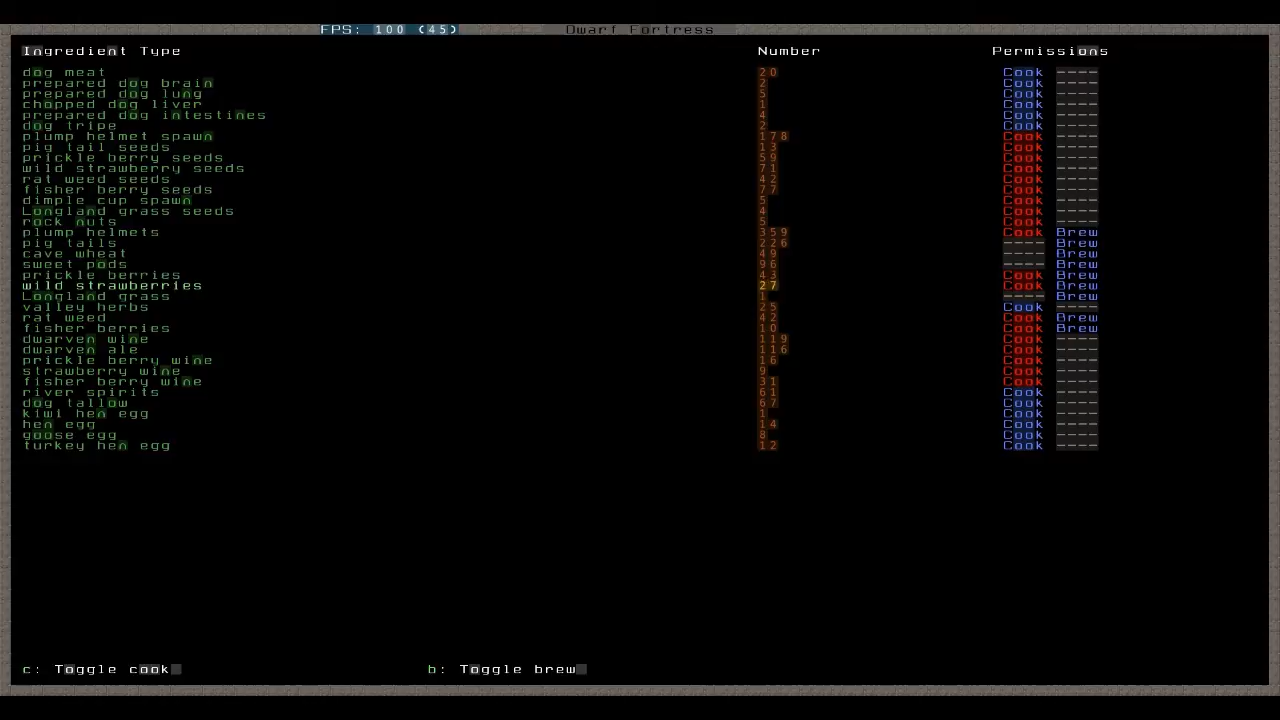 FPS: 100 (45) Dwarf Fortress
Ingredient Type Number Permissions
dog meat 20 Cook ----
prepared dog brain 2 Cook ----
prepared dog lung 5 Cook ----
chopped dog liver 1 Cook ----
prepared dog intestines 4 Cook ----
dog tripe 2 Cook ----
plump helmet spawn 178 Cook ----
pig tail seeds 13 Cook ----
prickle berry seeds 59 Cook ----
wild strawberry seeds 71 Cook ----
rat weed seeds 42 Cook ----
fisher berry seeds 77 Cook ----
dimple cup spawn 5 Cook ----
Longland grass seeds 4 Cook ----
rock nuts 5 Cook ----
plump helmets 359 Cook Brew
pig tails 226 ---- Brew
cave wheat 49 ---- Brew
sweet pods 96 ---- Brew
prickle berries 43 Cook Brew
wild strawberries 27 Cook Brew
Longland grass 1 ---- Brew
valley herbs 25 Cook ----
rat weed 42 Cook Brew
fisher berries 10 Cook Brew
dwarven wine 119 Cook ----
dwarven ale 116 Cook ----
prickle berry wine 16 Cook ----
strawberry wine 9 Cook ----
fisher berry wine 31 Cook ----
river spirits 61 Cook ----
dog tallow 67 Cook ----
kiwi hen egg 1 Cook ----
hen egg 14 Cook ----
goose egg 8 Cook ----
turkey hen egg 12 Cook ----
c: Toggle cook b: Toggle brew